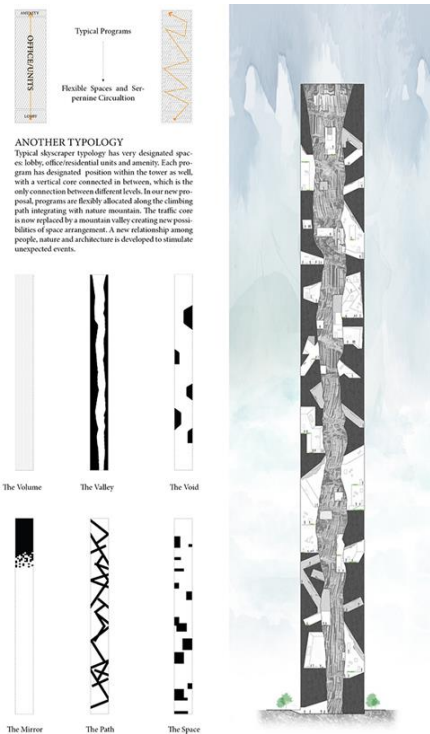 AMENITY
OFFICE/UNITS
LOBBY
Typical Programs
Flexible Spaces and Ser-
pernine Circualtion
ANOTHER TYPOLOGY
Typical skyscraper typology has very designated spac-
es: lobby, office/residential units and amenity. Each pro-
gram has designated position within the tower as well,
with a vertical core connected in between, which is the
only connection between different levels. In our new pro-
posal, programs are flexibly allocated along the climbing
path integrating with nature mountain. The traffic core
is now replaced by a mountain valley creating new possi-
bilities of space arrangement. A new relationship among
people, nature and architecture is developed to stimulate
unexpected events.
The Volume
The Valley
The Void
The Mirror
The Path
The Space